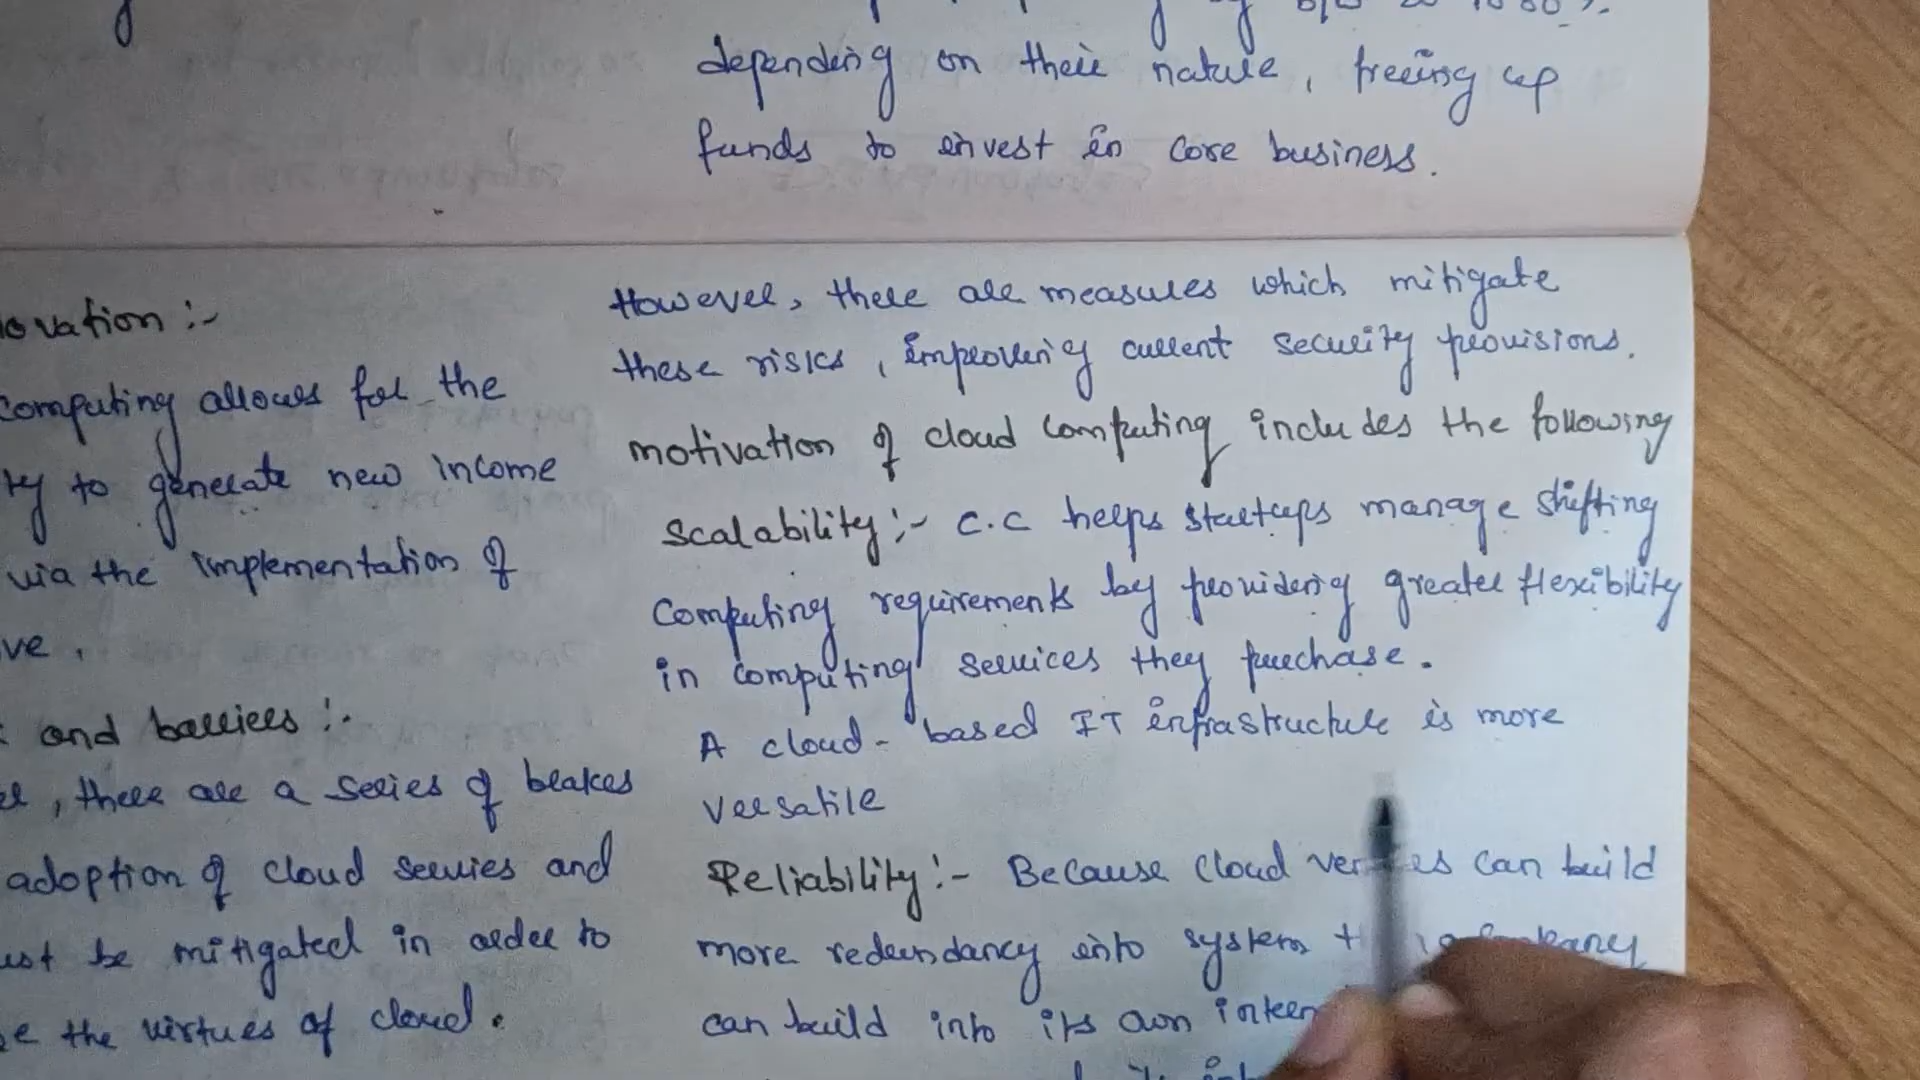 depending on their nature, freeing up
funds to invest in core business.
ovation :-
computing allows for the
ty to generate new income
via the implementation of
ve.
and barriers :-
, there are a series of brakes
adoption of cloud servies and
ust be mitigated in order to
e the virtues of cloud.
However, there are measures which mitigate
these risks, improving current security provisions.
motivation of cloud computing includes the following
Scalability :- C.C helps startups manage shifting
Computing requirements by providing greater flexibility
in computing services they purchase.
A cloud-based IT infrastructure is more
versatile
Reliability :- Because cloud can build
more redundancy into system
can build into its own